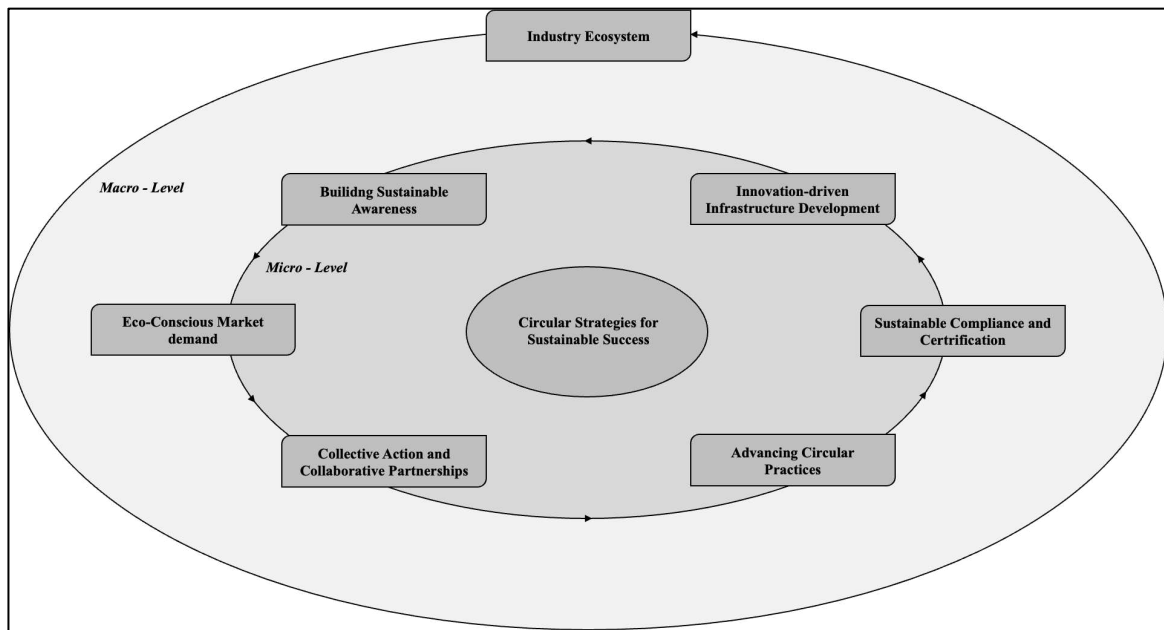 Industry Ecosystem
Macro - Level
Builidng Sustainable
Awareness
Innovation-driven
Infrastructure Development
Micro - Level
Eco-Conscious Market
demand
Circular Strategies for
Sustainable Success
Sustainable Compliance and
Certrification
Collective Action and
Collaborative Partnerships
Advancing Circular
Practices